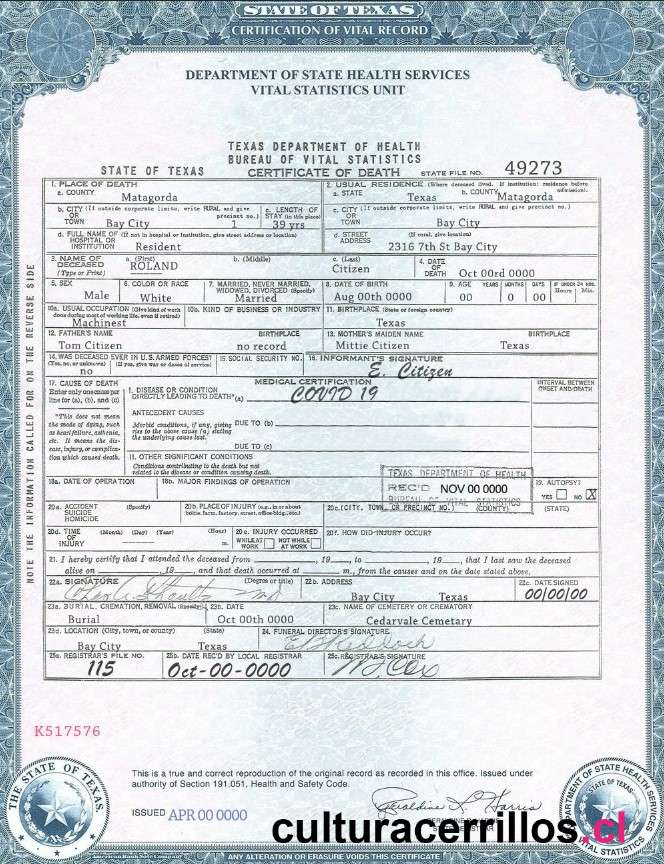 STATE OF TEXAS
CERTIFICATION OF VITAL RECORD
DEPARTMENT OF STATE HEALTH SERVICES
VITAL STATISTICS UNIT
TEXAS DEPARTMENT OF HEALTH
BUREAU OF VITAL STATISTICS
STATE OF TEXAS CERTIFICATE OF DEATH STATE FILE NO. 49273
1. PLACE OF DEATH 2. USUAL RESIDENCE (Where deceased lived. If institution: residence before admission).
a. COUNTY a. STATE b. COUNTY
Matagorda Texas Matagorda
b. CITY (If outside corporate limits, write RURAL and give precinct no.) c. LENGTH OF STAY (in this place) c. CITY (If outside corporate limits, write RURAL and give precinct no.)
OR TOWN Bay City 1 39 yrs OR TOWN Bay City
d. FULL NAME OF (If not in hospital or institution, give street address or location) d. STREET ADDRESS (If rural, give location)
HOSPITAL OR INSTITUTION Resident 2316 7th St Bay City
3. NAME OF DECEASED (Type or Print) a. (First) b. (Middle) c. (Last) 4. DATE OF DEATH
ROLAND Citizen Oct 00rd 0000
5. SEX 6. COLOR OR RACE 7. MARRIED, NEVER MARRIED, WIDOWED, DIVORCED (Specify) 8. DATE OF BIRTH 9. AGE YEARS MONTHS DAYS IF UNDER 24 HRS. Hours Min.
Male White Married Aug 00th 0000 00 0 00
10a. USUAL OCCUPATION (Give kind of work done during most of working life, even if retired) 10b. KIND OF BUSINESS OR INDUSTRY 11. BIRTHPLACE (State or foreign country)
Machinest Texas
12. FATHER'S NAME BIRTHPLACE 13. MOTHER'S MAIDEN NAME BIRTHPLACE
Tom Citizen no record Mittie Citizen Texas
14. WAS DECEASED EVER IN U.S. ARMED FORCES? 15. SOCIAL SECURITY NO. 16. INFORMANT'S SIGNATURE
(Yes, no, or unknown) (If yes, give war or dates of service)
no E. Citizen
17. CAUSE OF DEATH MEDICAL CERTIFICATION INTERVAL BETWEEN ONSET AND DEATH
Enter only one cause per line for (a), (b), and (c)
I. DISEASE OR CONDITION
DIRECTLY LEADING TO DEATH* (a) COVID 19
*This does not mean the mode of dying, such as heart failure, asthenia, etc. It means the disease, injury, or complication which caused death.
ANTECEDENT CAUSES
Morbid conditions, if any, giving rise to the above cause (a) stating the underlying cause last.
DUE TO (b)
DUE TO (c)
II. OTHER SIGNIFICANT CONDITIONS
Conditions contributing to the death but not related to the disease or condition causing death.
18a. DATE OF OPERATION 18b. MAJOR FINDINGS OF OPERATION 19. AUTOPSY?
YES NO X
TEXAS DEPARTMENT OF HEALTH
REC'D NOV 00 0000
BUREAU OF VITAL STATISTICS
20a. ACCIDENT SUICIDE HOMICIDE (Specify) 20b. PLACE OF INJURY (e.g., in or about home, farm, factory, street, office bldg., etc.) 20c. (CITY, TOWN, OR PRECINCT NO.) (COUNTY) (STATE)
20d. TIME OF INJURY (Month) (Day) (Year) (Hour) m. 20e. INJURY OCCURRED WHILE AT WORK NOT WHILE AT WORK 20f. HOW DID INJURY OCCUR?
21. I hereby certify that I attended the deceased from , 19 , to , 19 , that I last saw the deceased
alive on , 19 , and that death occurred at m., from the causes and on the date stated above.
22a. SIGNATURE (Degree or title) 22b. ADDRESS 22c. DATE SIGNED
MD Bay City Texas 00/00/00
23a. BURIAL, CREMATION, REMOVAL (Specify) 23b. DATE 23c. NAME OF CEMETERY OR CREMATORY
Burial Oct 00th 0000 Cedarvale Cemetary
23d. LOCATION (City, town, or county) (State) 24. FUNERAL DIRECTOR'S SIGNATURE
Bay City Texas
25a. REGISTRAR'S FILE NO. 25b. DATE REC'D BY LOCAL REGISTRAR 25c. REGISTRAR'S SIGNATURE
115 Oct-00-0000
NOTE THE INFORMATION CALLED FOR ON THE REVERSE SIDE
K517576
This is a true and correct reproduction of the original record as recorded in this office. Issued under
authority of Section 191.051, Health and Safety Code.
ISSUED APR 00 0000
Geraldine Harris
THE STATE OF TEXAS
DEPARTMENT OF STATE HEALTH SERVICES
STATE OF TEXAS
VITAL STATISTICS
American Bank Note Company
ANY ALTERATION OR ERASURE VOIDS THIS CERTIFICATE
culturacerrillos.cl